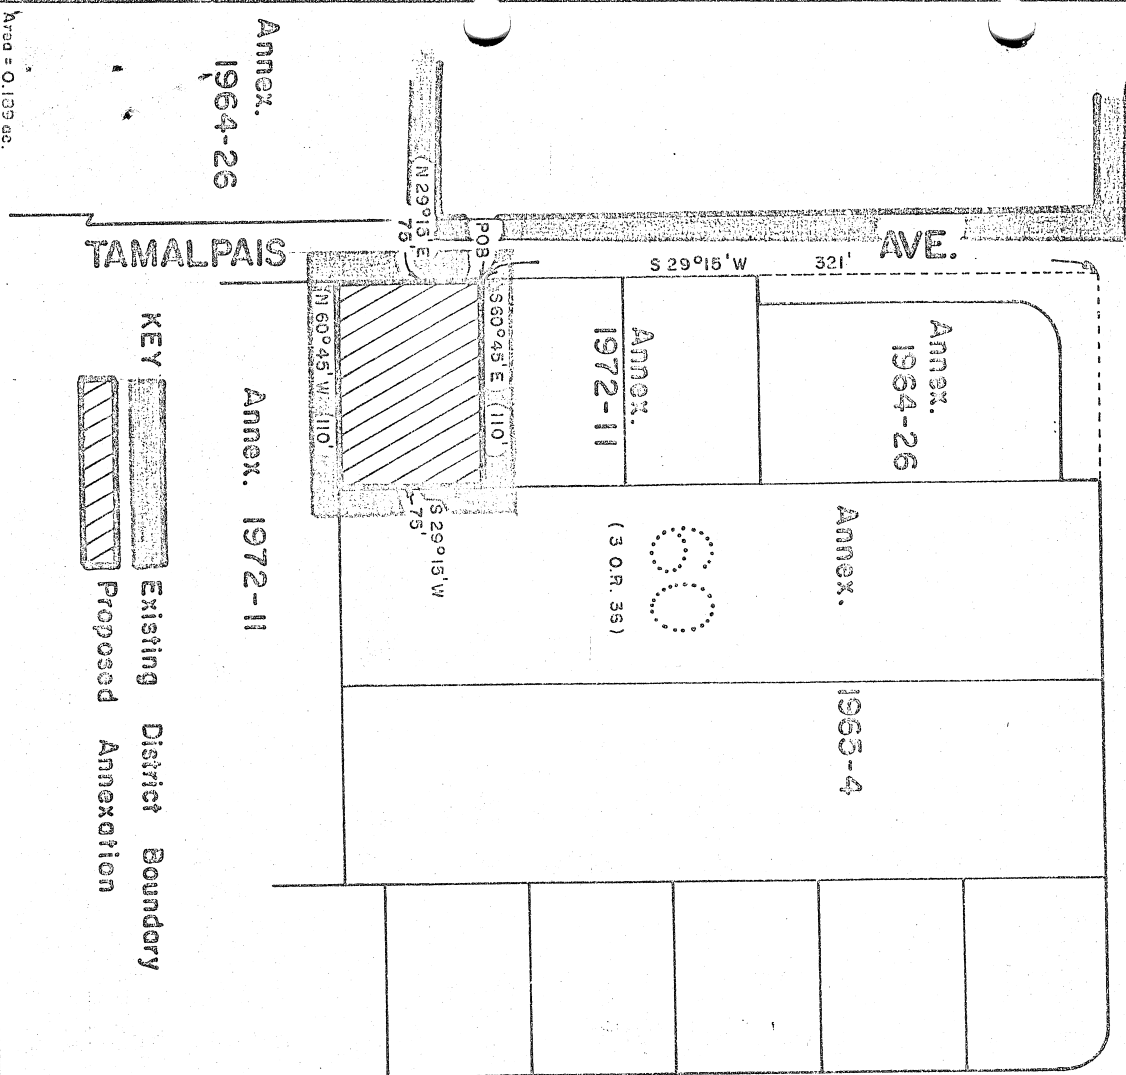 Area = 0.189 ac.
Annex.
1964-26
(N 29°15'E
75'
POB
TAMALPAIS AVE.
S 29°15'W 321'
N 60°45'W 110'
S 60°45'E (110'
S 29°15'W
75'
Annex.
1972-11
Annex.
1964-26
Annex. 1965-4
(3 O.R. 36)
Annex. 1972-11
KEY
Existing District Boundary
Proposed Annexation